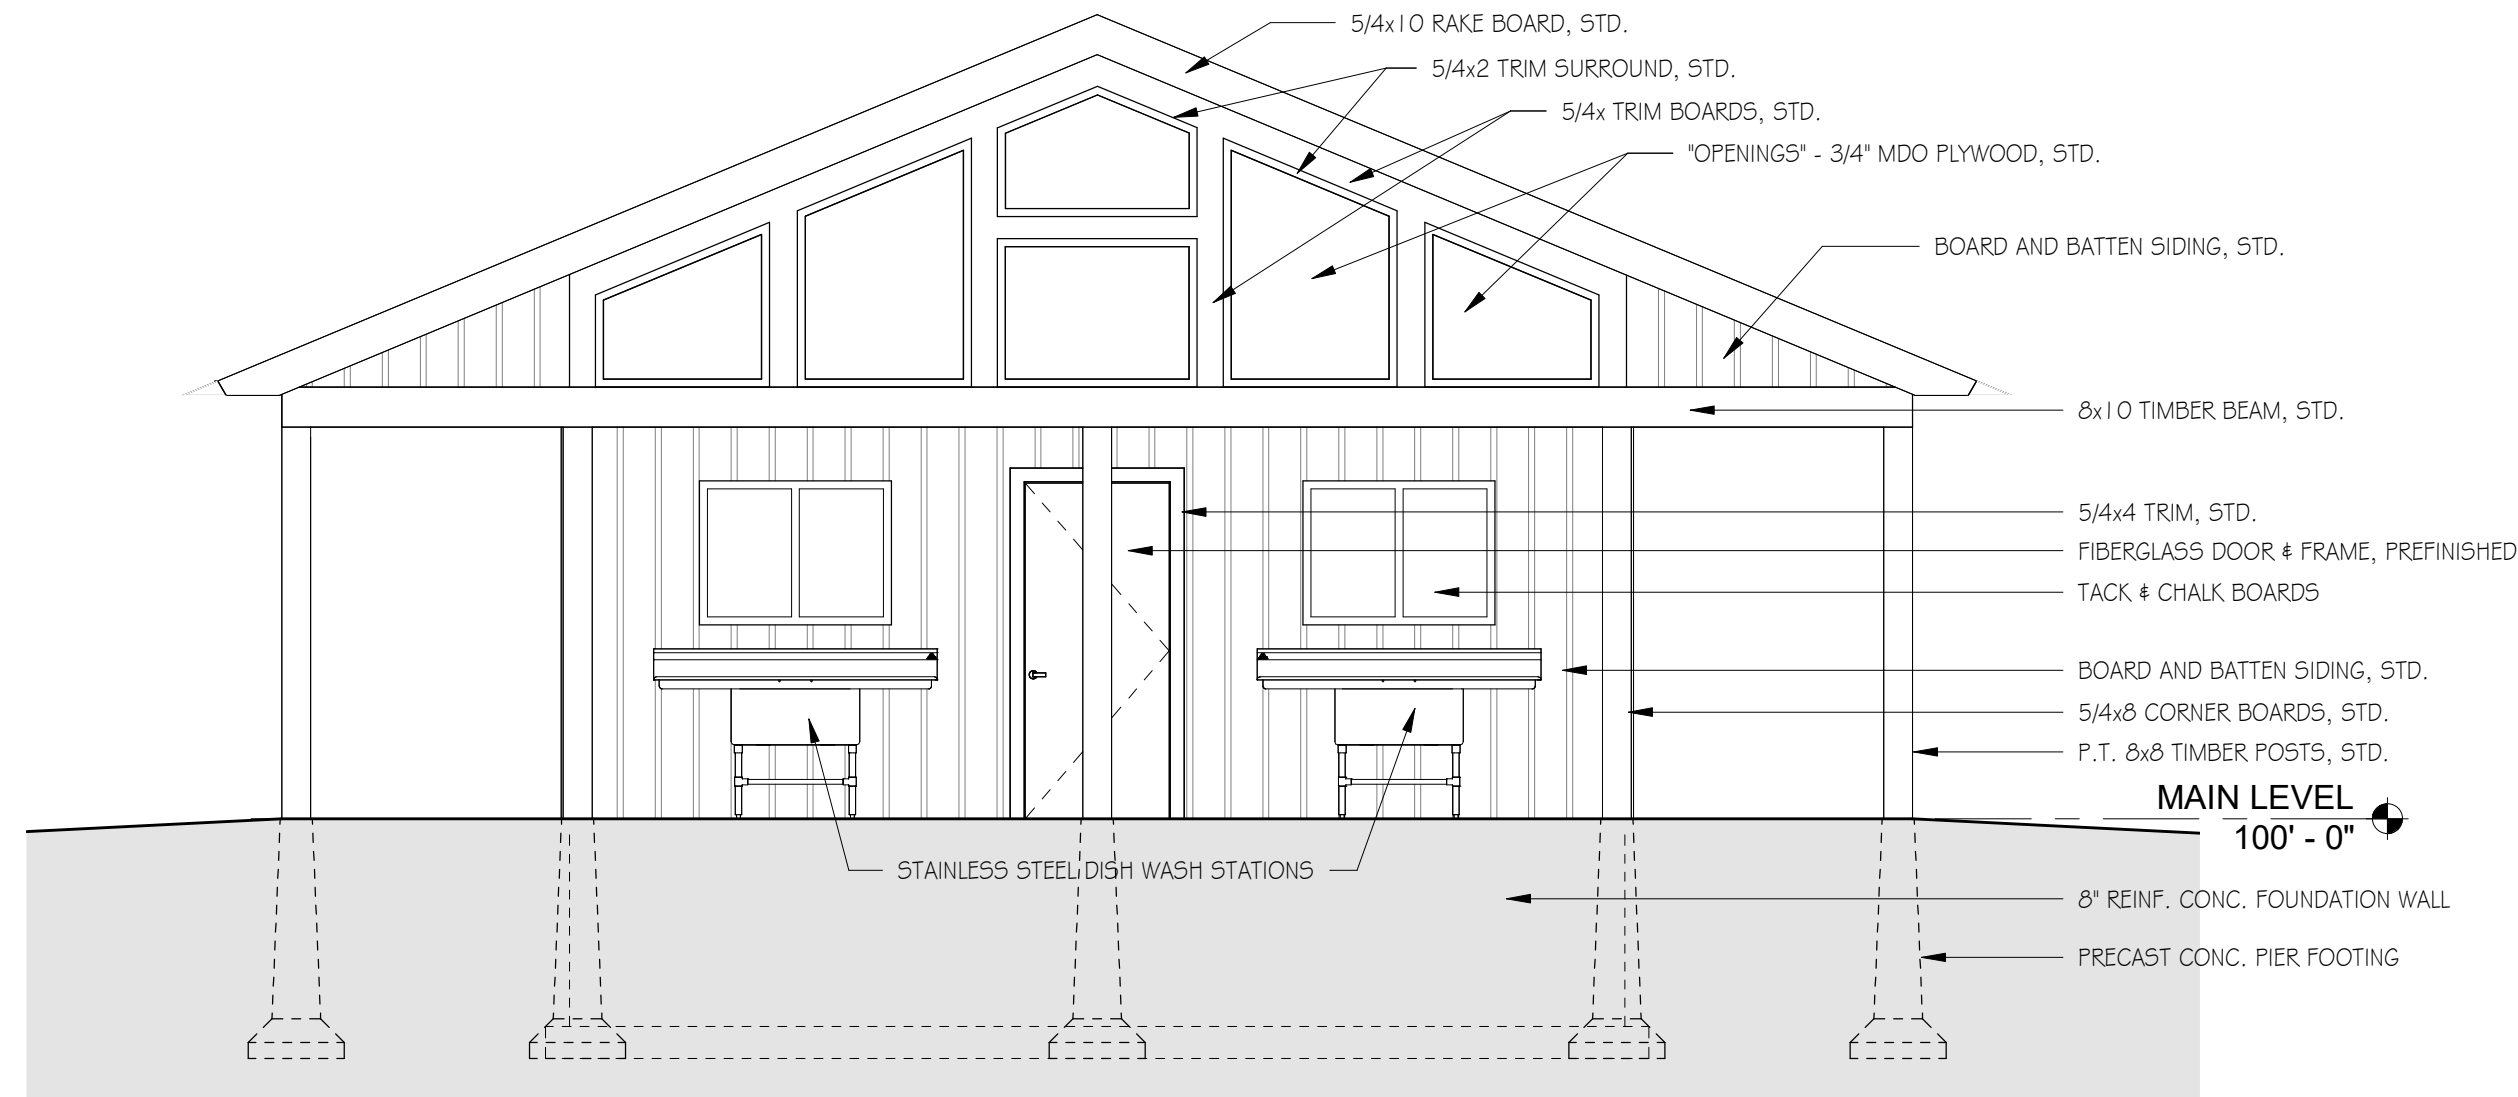 5/4x10 RAKE BOARD, STD.
5/4x2 TRIM SURROUND, STD.
5/4x TRIM BOARDS, STD.
"OPENINGS" - 3/4" MDO PLYWOOD, STD.
BOARD AND BATTEN SIDING, STD.
8x10 TIMBER BEAM, STD.
5/4x4 TRIM, STD.
FIBERGLASS DOOR & FRAME, PREFINISHED
TACK & CHALK BOARDS
BOARD AND BATTEN SIDING, STD.
5/4x8 CORNER BOARDS, STD.
P.T. 8x8 TIMBER POSTS, STD.
MAIN LEVEL
100' - 0"
STAINLESS STEEL DISH WASH STATIONS
8" REINF. CONC. FOUNDATION WALL
PRECAST CONC. PIER FOOTING